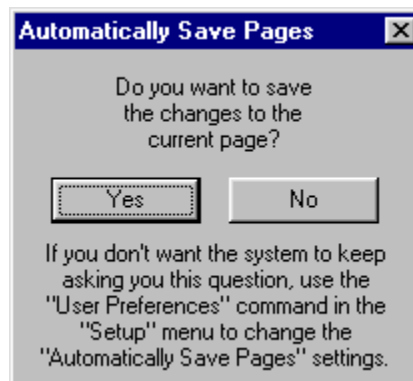 Automatically Save Pages
Do you want to save
the changes to the
current page?
Yes
No
If you don't want the system to keep
asking you this question, use the
"User Preferences" command in the
"Setup" menu to change the
"Automatically Save Pages" settings.